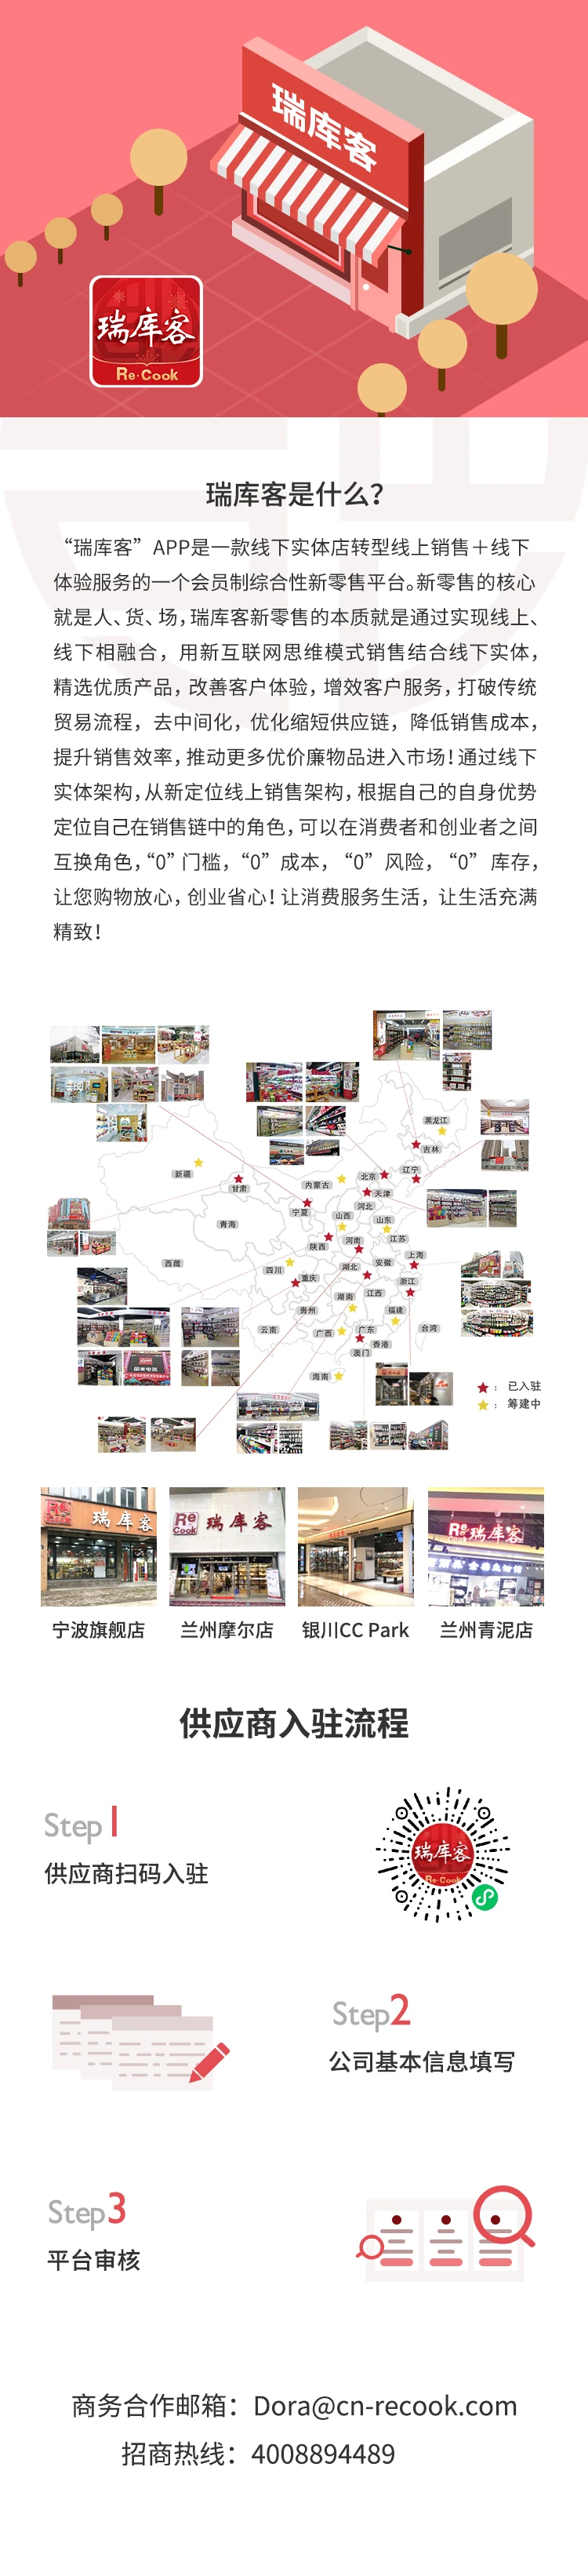 瑞库客
瑞库客
Re·Cook
瑞库客是什么?
“瑞库客”APP是一款线下实体店转型线上销售＋线下
体验服务的一个会员制综合性新零售平台。新零售的核心
就是人、货、场，瑞库客新零售的本质就是通过实现线上、
线下相融合，用新互联网思维模式销售结合线下实体，
精选优质产品，改善客户体验，增效客户服务，打破传统
贸易流程，去中间化，优化缩短供应链，降低销售成本，
提升销售效率，推动更多优价廉物品进入市场！通过线下
实体架构，从新定位线上销售架构，根据自己的自身优势
定位自己在销售链中的角色，可以在消费者和创业者之间
互换角色，“0”门槛，“0”成本，“0”风险，“0”库存，
让您购物放心，创业省心！让消费服务生活，让生活充满
精致！
黑龙江
吉林
辽宁
新疆
甘肃
内蒙古
北京
天津
宁夏
河北
山西
山东
青海
陕西
河南
江苏
西藏
四川
重庆
湖北
安徽
上海
浙江
湖南
江西
贵州
福建
云南
广西
广东
台湾
香港
澳门
海南
：已入驻
：筹建中
瑞库客
Re Cook 瑞库客
Re Cook 瑞库客
宁波旗舰店 兰州摩尔店 银川CC Park 兰州青泥店
供应商入驻流程
Step 1
供应商扫码入驻
瑞库客
Re·Cook
Step2
公司基本信息填写
Step3
平台审核
商务合作邮箱：Dora@cn-recook.com
招商热线：4008894489